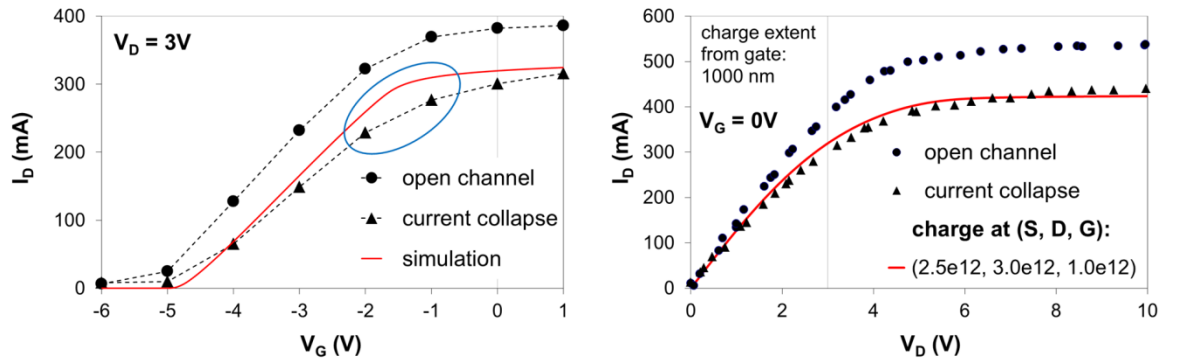 400
300
200
100
0
I_D (mA)
V_D = 3V
open channel
current collapse
simulation
-6 -5 -4 -3 -2 -1 0 1
V_G (V)
600
500
400
300
200
100
0
I_D (mA)
charge extent
from gate:
1000 nm
V_G = 0V
open channel
current collapse
charge at (S, D, G):
(2.5e12, 3.0e12, 1.0e12)
0 2 4 6 8 10
V_D (V)